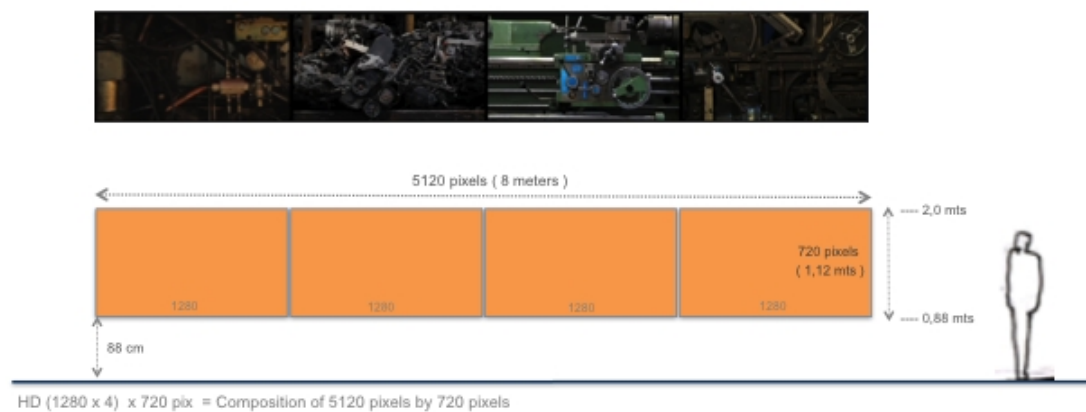 5120 pixels ( 8 meters )
---- 2,0 mts
720 pixels
( 1,12 mts )
1280
1280
1280
1280
---- 0,88 mts
88 cm
HD (1280 x 4) x 720 pix = Composition of 5120 pixels by 720 pixels